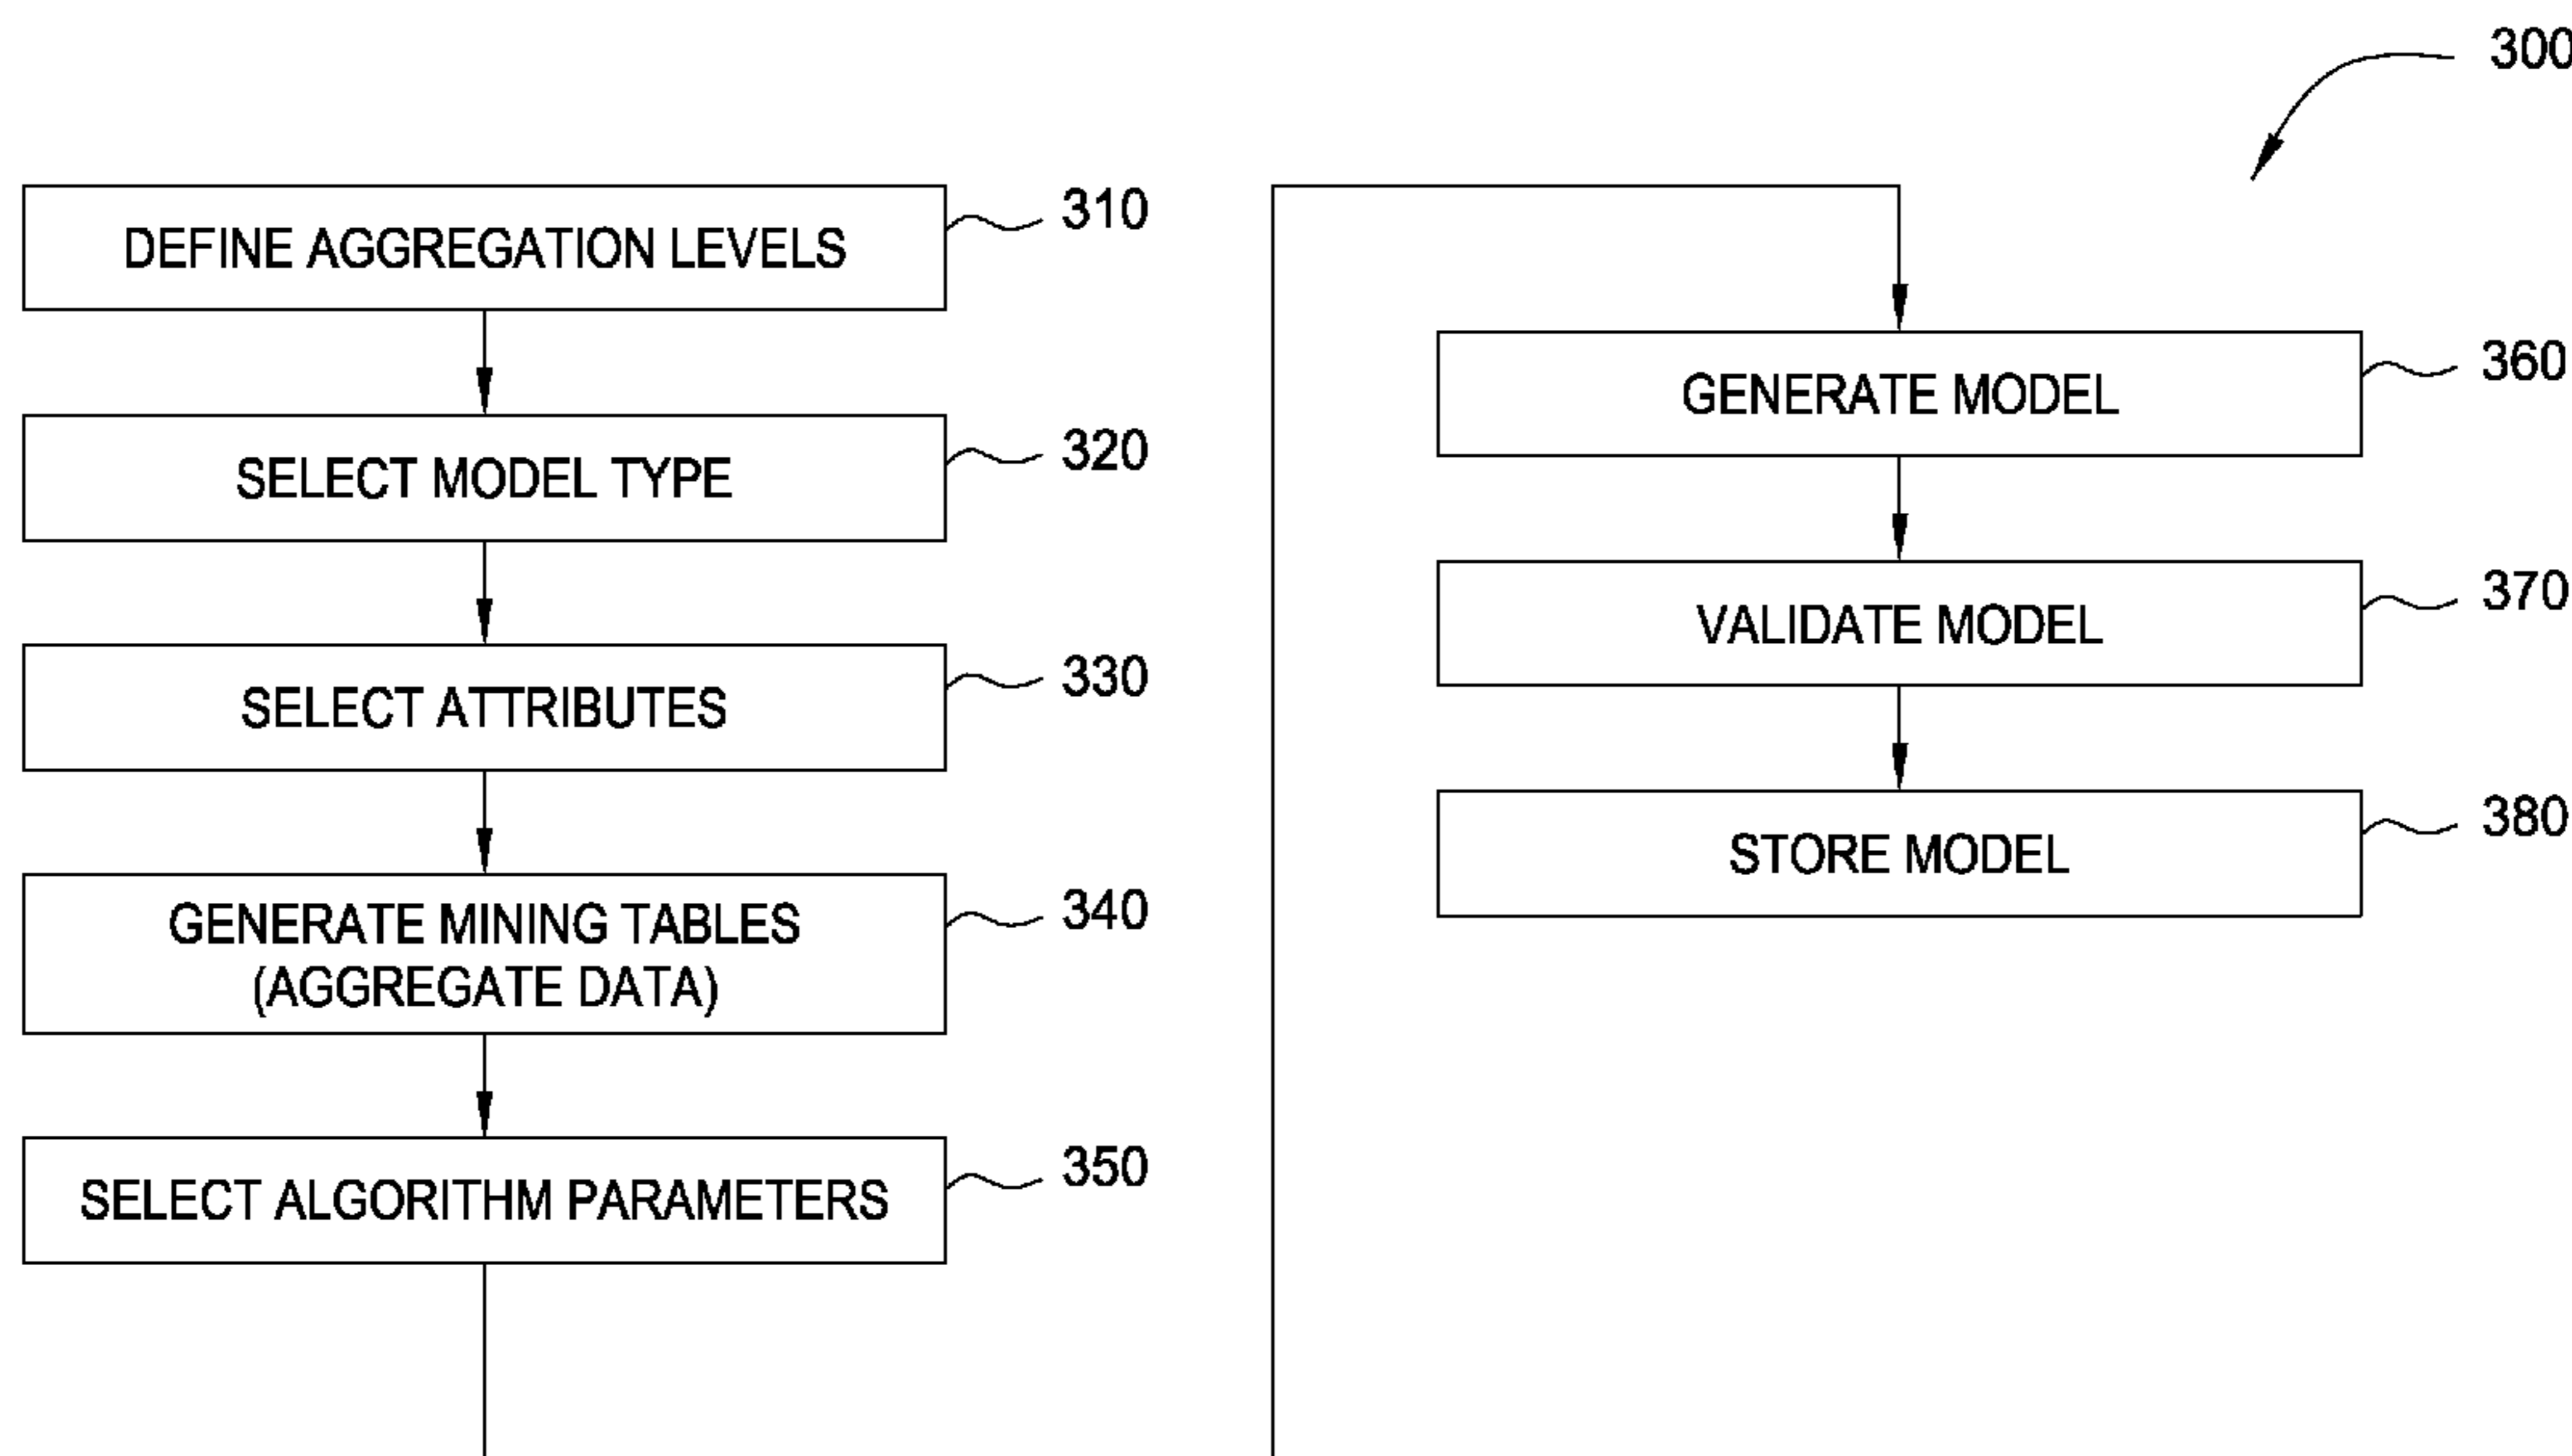 300
DEFINE AGGREGATION LEVELS
310
SELECT MODEL TYPE
320
SELECT ATTRIBUTES
330
GENERATE MINING TABLES
(AGGREGATE DATA)
340
SELECT ALGORITHM PARAMETERS
350
GENERATE MODEL
360
VALIDATE MODEL
370
STORE MODEL
380